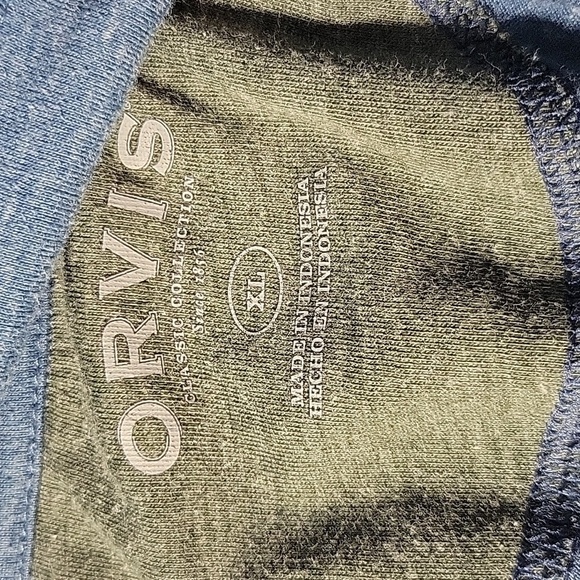 ORVIS
CLASSIC COLLECTION
Since 1856
XL
MADE IN INDONESIA
HECHO EN INDONESIA